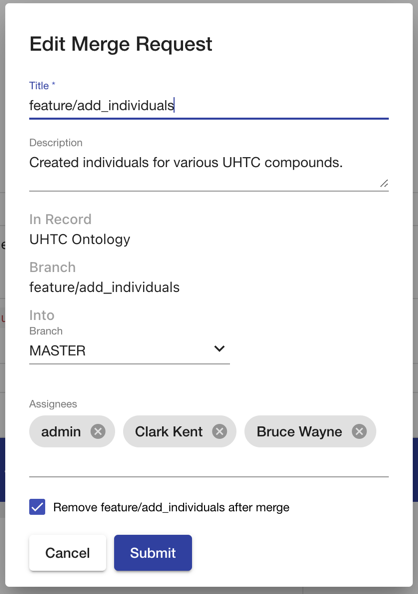 Edit Merge Request
Title *
feature/add_individuals
Description
Created individuals for various UHTC compounds.
In Record
UHTC Ontology
Branch
feature/add_individuals
Into
Branch
MASTER
Assignees
admin Clark Kent Bruce Wayne
Remove feature/add_individuals after merge
Cancel Submit